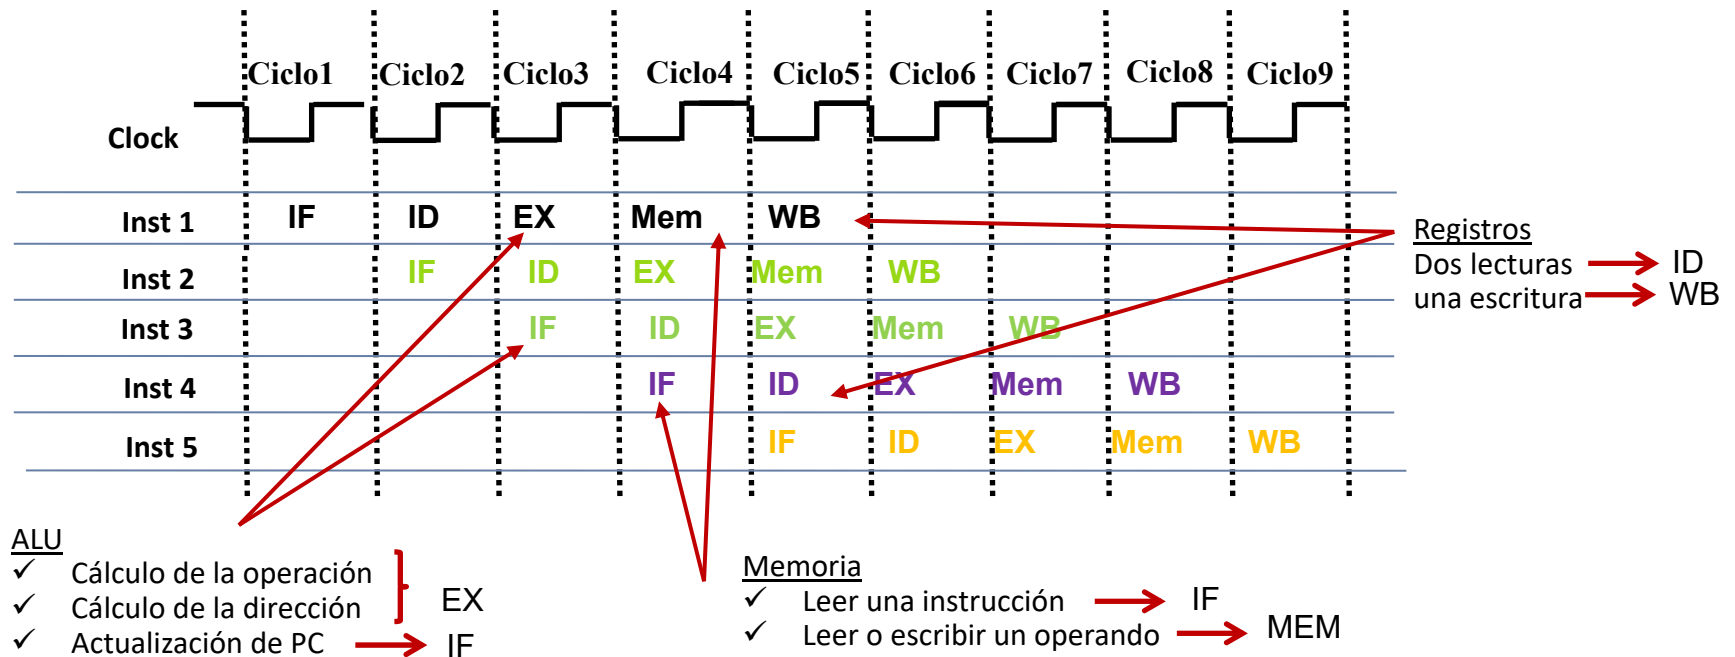 Ciclo1 Ciclo2 Ciclo3 Ciclo4 Ciclo5 Ciclo6 Ciclo7 Ciclo8 Ciclo9
Clock
Inst 1 IF ID EX Mem WB
Inst 2 IF ID EX Mem WB
Inst 3 IF ID EX Mem WB
Inst 4 IF ID EX Mem WB
Inst 5 IF ID EX Mem WB
Registros
Dos lecturas ID
una escritura WB
ALU
✓ Cálculo de la operación
✓ Cálculo de la dirección
EX
✓ Actualización de PC IF
Memoria
✓ Leer una instrucción IF
✓ Leer o escribir un operando MEM